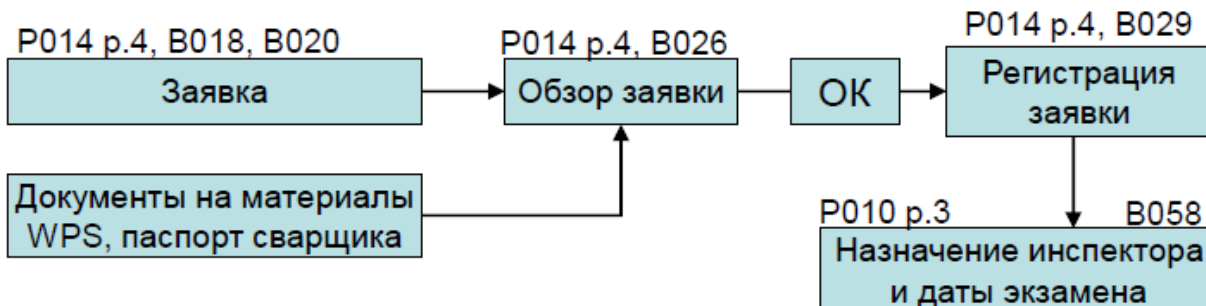 P014 p.4, B018, B020
Заявка
P014 p.4, B026
Обзор заявки
ОК
P014 p.4, B029
Регистрация
заявки
Документы на материалы
WPS, паспорт сварщика
P010 p.3
B058
Назначение инспектора
и даты экзамена